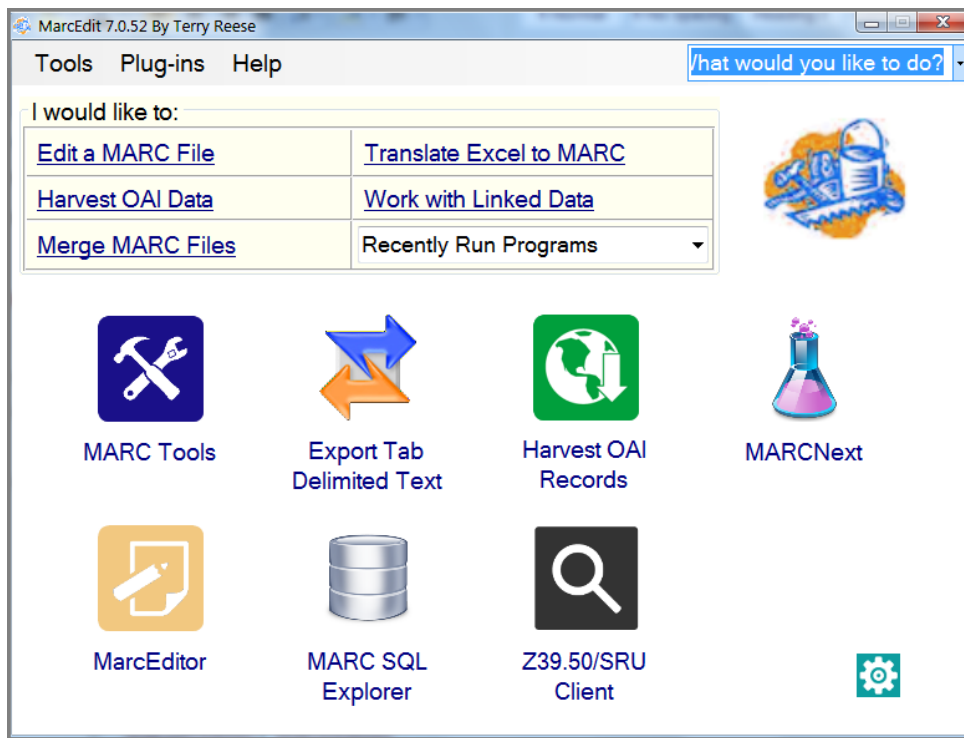 MarcEdit 7.0.52 By Terry Reese
Tools Plug-ins Help
hat would you like to do?
I would like to:
Edit a MARC File
Translate Excel to MARC
Harvest OAI Data
Work with Linked Data
Merge MARC Files
Recently Run Programs
MARC Tools
Export Tab
Delimited Text
Harvest OAI
Records
MARCNext
MarcEditor
MARC SQL
Explorer
Z39.50/SRU
Client